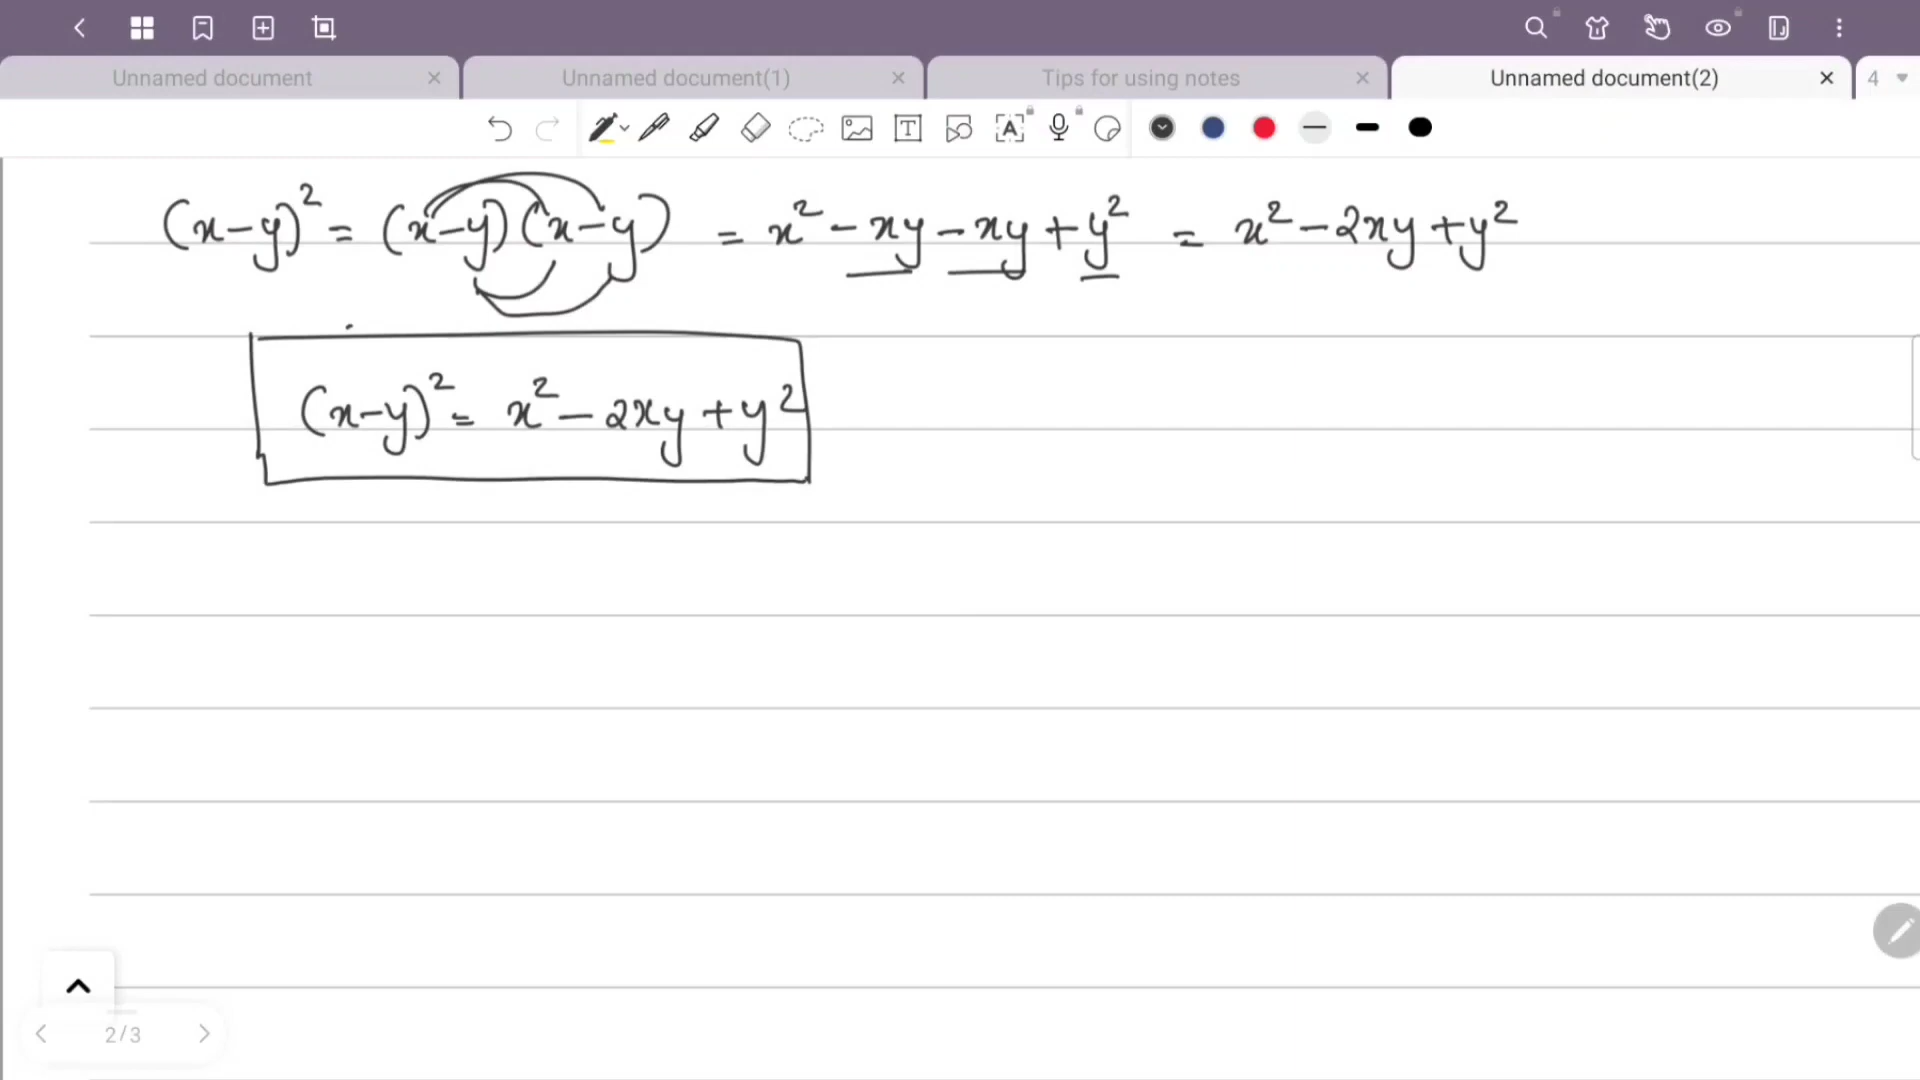 Unnamed document
Unnamed document(1)
Tips for using notes
Unnamed document(2)
4
(x-y)² = (x-y)(x-y) = x² - xy - xy + y² = x² - 2xy + y²
(x-y)² = x² - 2xy + y²
2/3